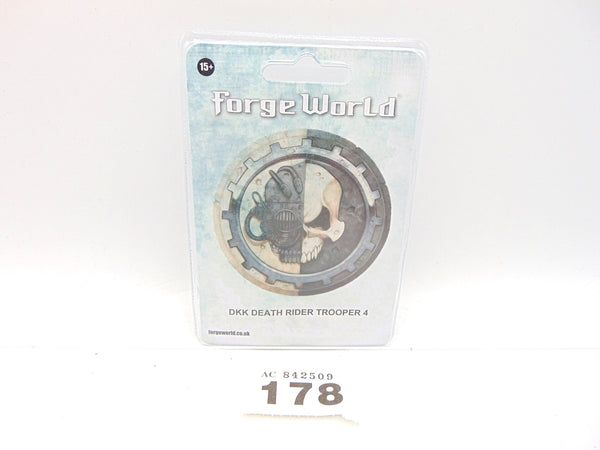 15+
Forge World®
DKK DEATH RIDER TROOPER 4
forgeworld.co.uk
AC 842509
178